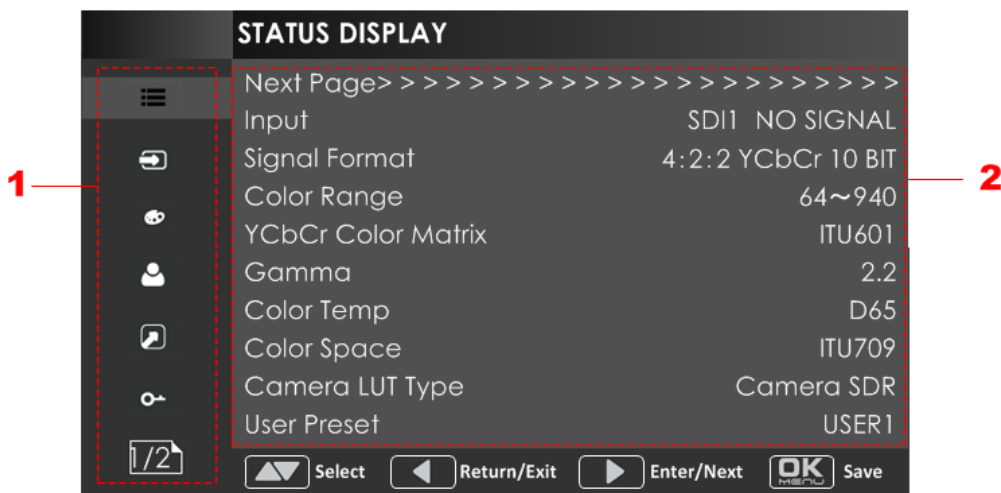 STATUS DISPLAY
Next Page> > > > > > > > > > > > > > > > > > > > > > >
Input SDI1 NO SIGNAL
Signal Format 4:2:2 YCbCr 10 BIT
Color Range 64~940
YCbCr Color Matrix ITU601
Gamma 2.2
Color Temp D65
Color Space ITU709
Camera LUT Type Camera SDR
User Preset USER1
1
2
1/2
Select Return/Exit Enter/Next OK MENU Save